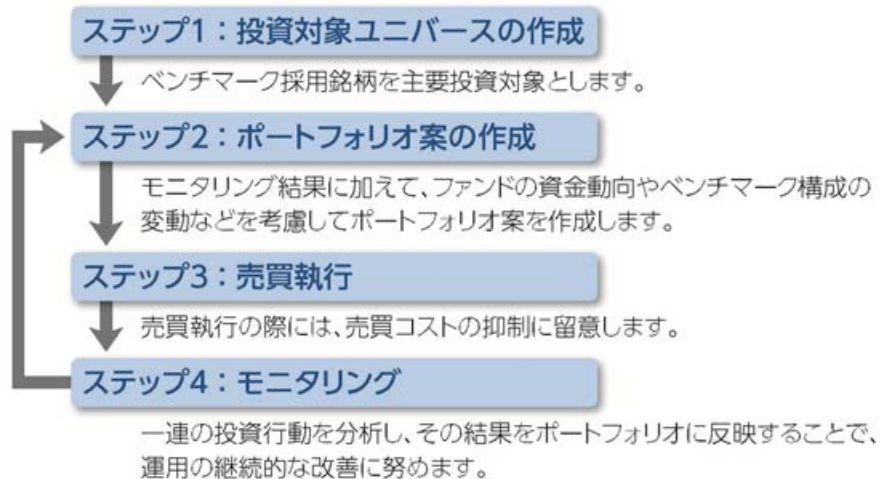 ステップ1：投資対象ユニバースの作成
ベンチマーク採用銘柄を主要投資対象とします。
ステップ2：ポートフォリオ案の作成
モニタリング結果に加えて、ファンドの資金動向やベンチマーク構成の
変動などを考慮してポートフォリオ案を作成します。
ステップ3：売買執行
売買執行の際には、売買コストの抑制に留意します。
ステップ4：モニタリング
一連の投資行動を分析し、その結果をポートフォリオに反映することで、
運用の継続的な改善に努めます。